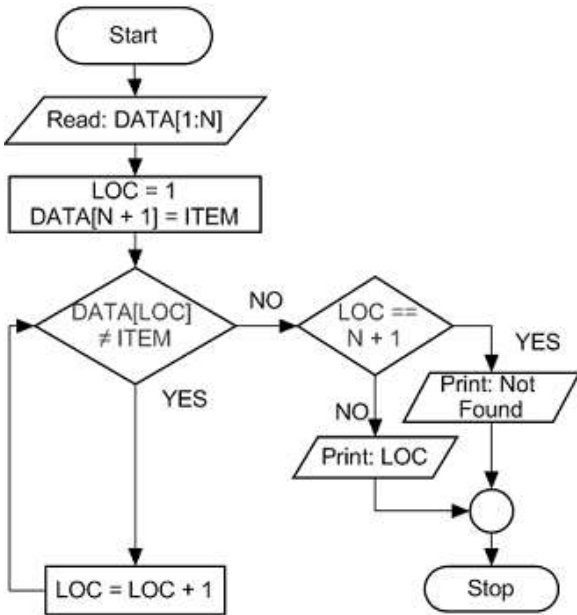 Start
Read: DATA[1:N]
LOC = 1
DATA[N + 1] = ITEM
DATA[LOC]
≠ ITEM
NO
LOC ==
N + 1
YES
Print: Not
Found
YES
NO
Print: LOC
LOC = LOC + 1
Stop